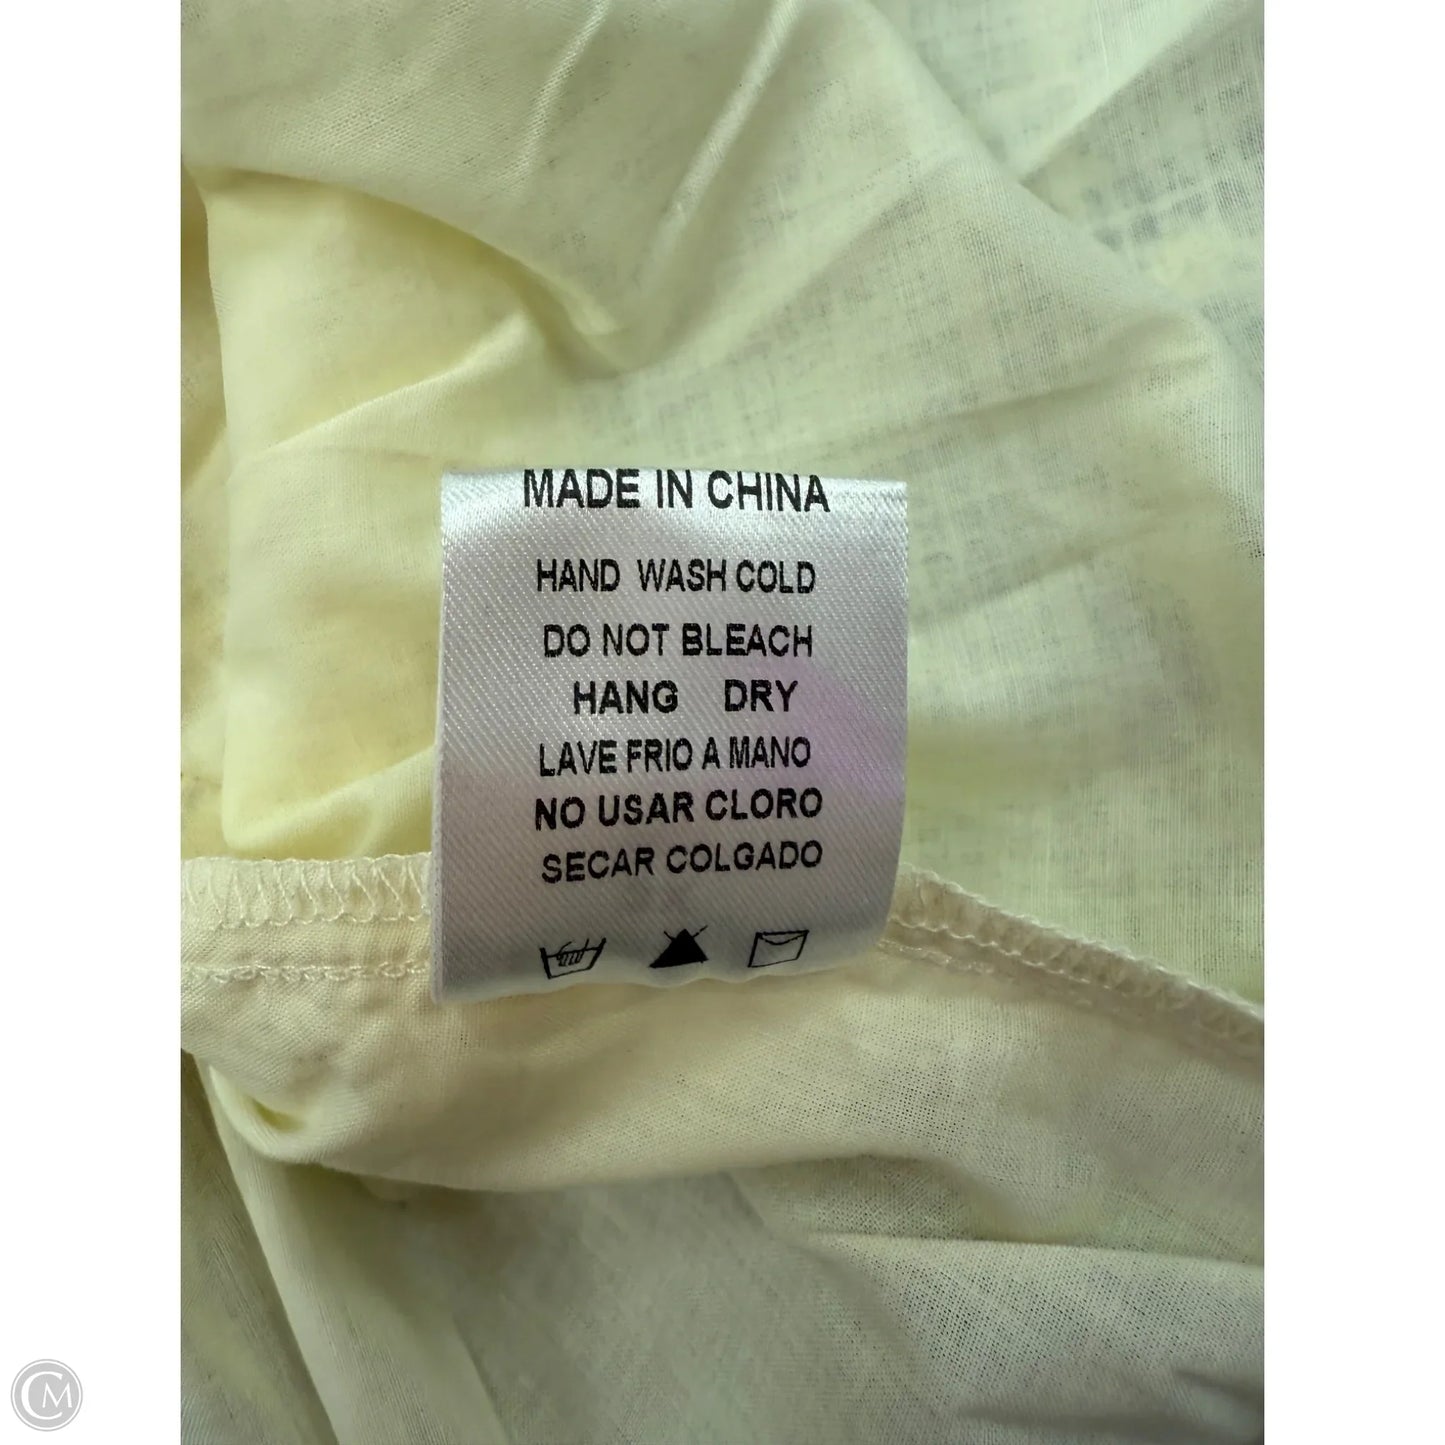 MADE IN CHINA
HAND WASH COLD
DO NOT BLEACH
HANG DRY
LAVE FRIO A MANO
NO USAR CLORO
SECAR COLGADO
CM